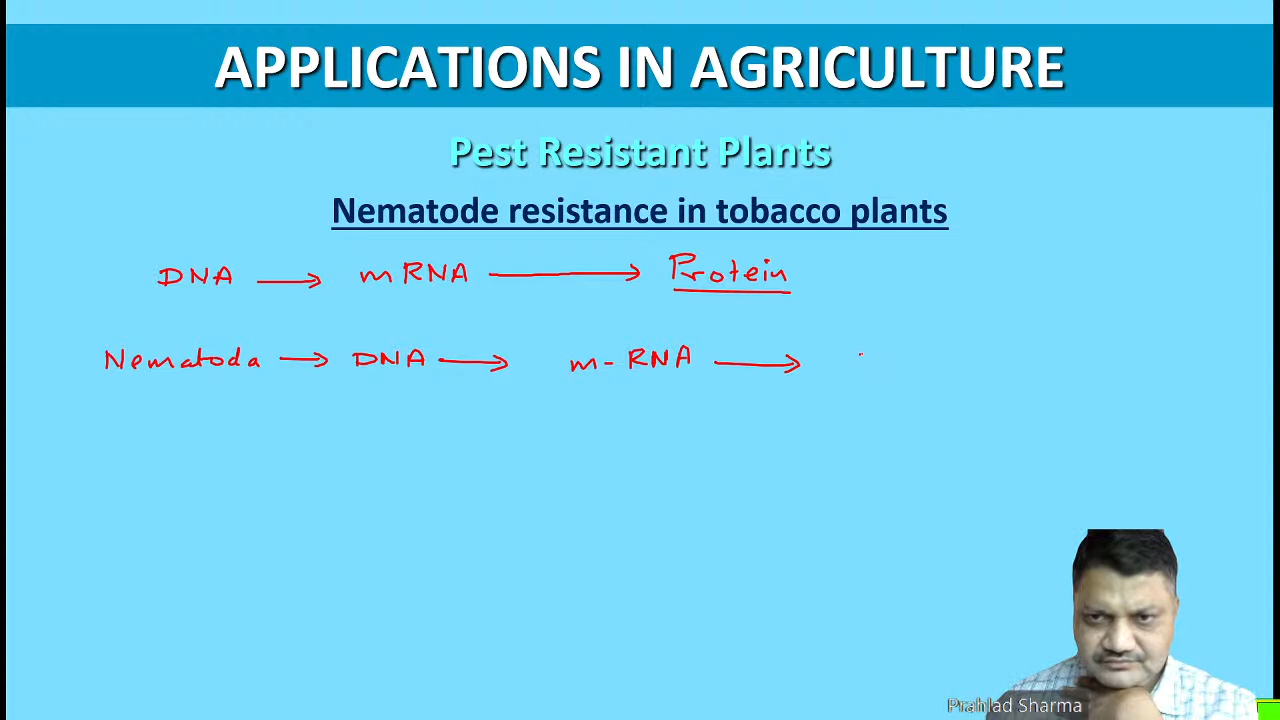 APPLICATIONS IN AGRICULTURE
Pest Resistant Plants
Nematode resistance in tobacco plants
DNA → mRNA → Protein
Nematoda → DNA → m-RNA →
Prahlad Sharma